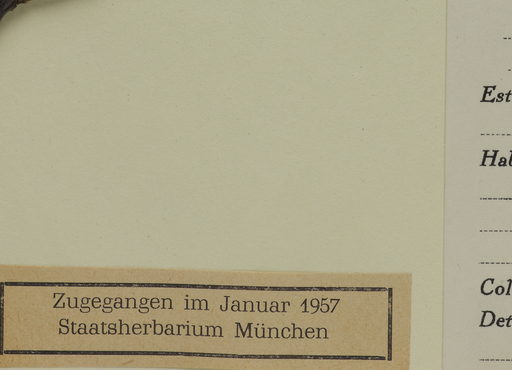 Zugegangen im Januar 1957
Staatsherbarium München
Est
Hab
Col
Det